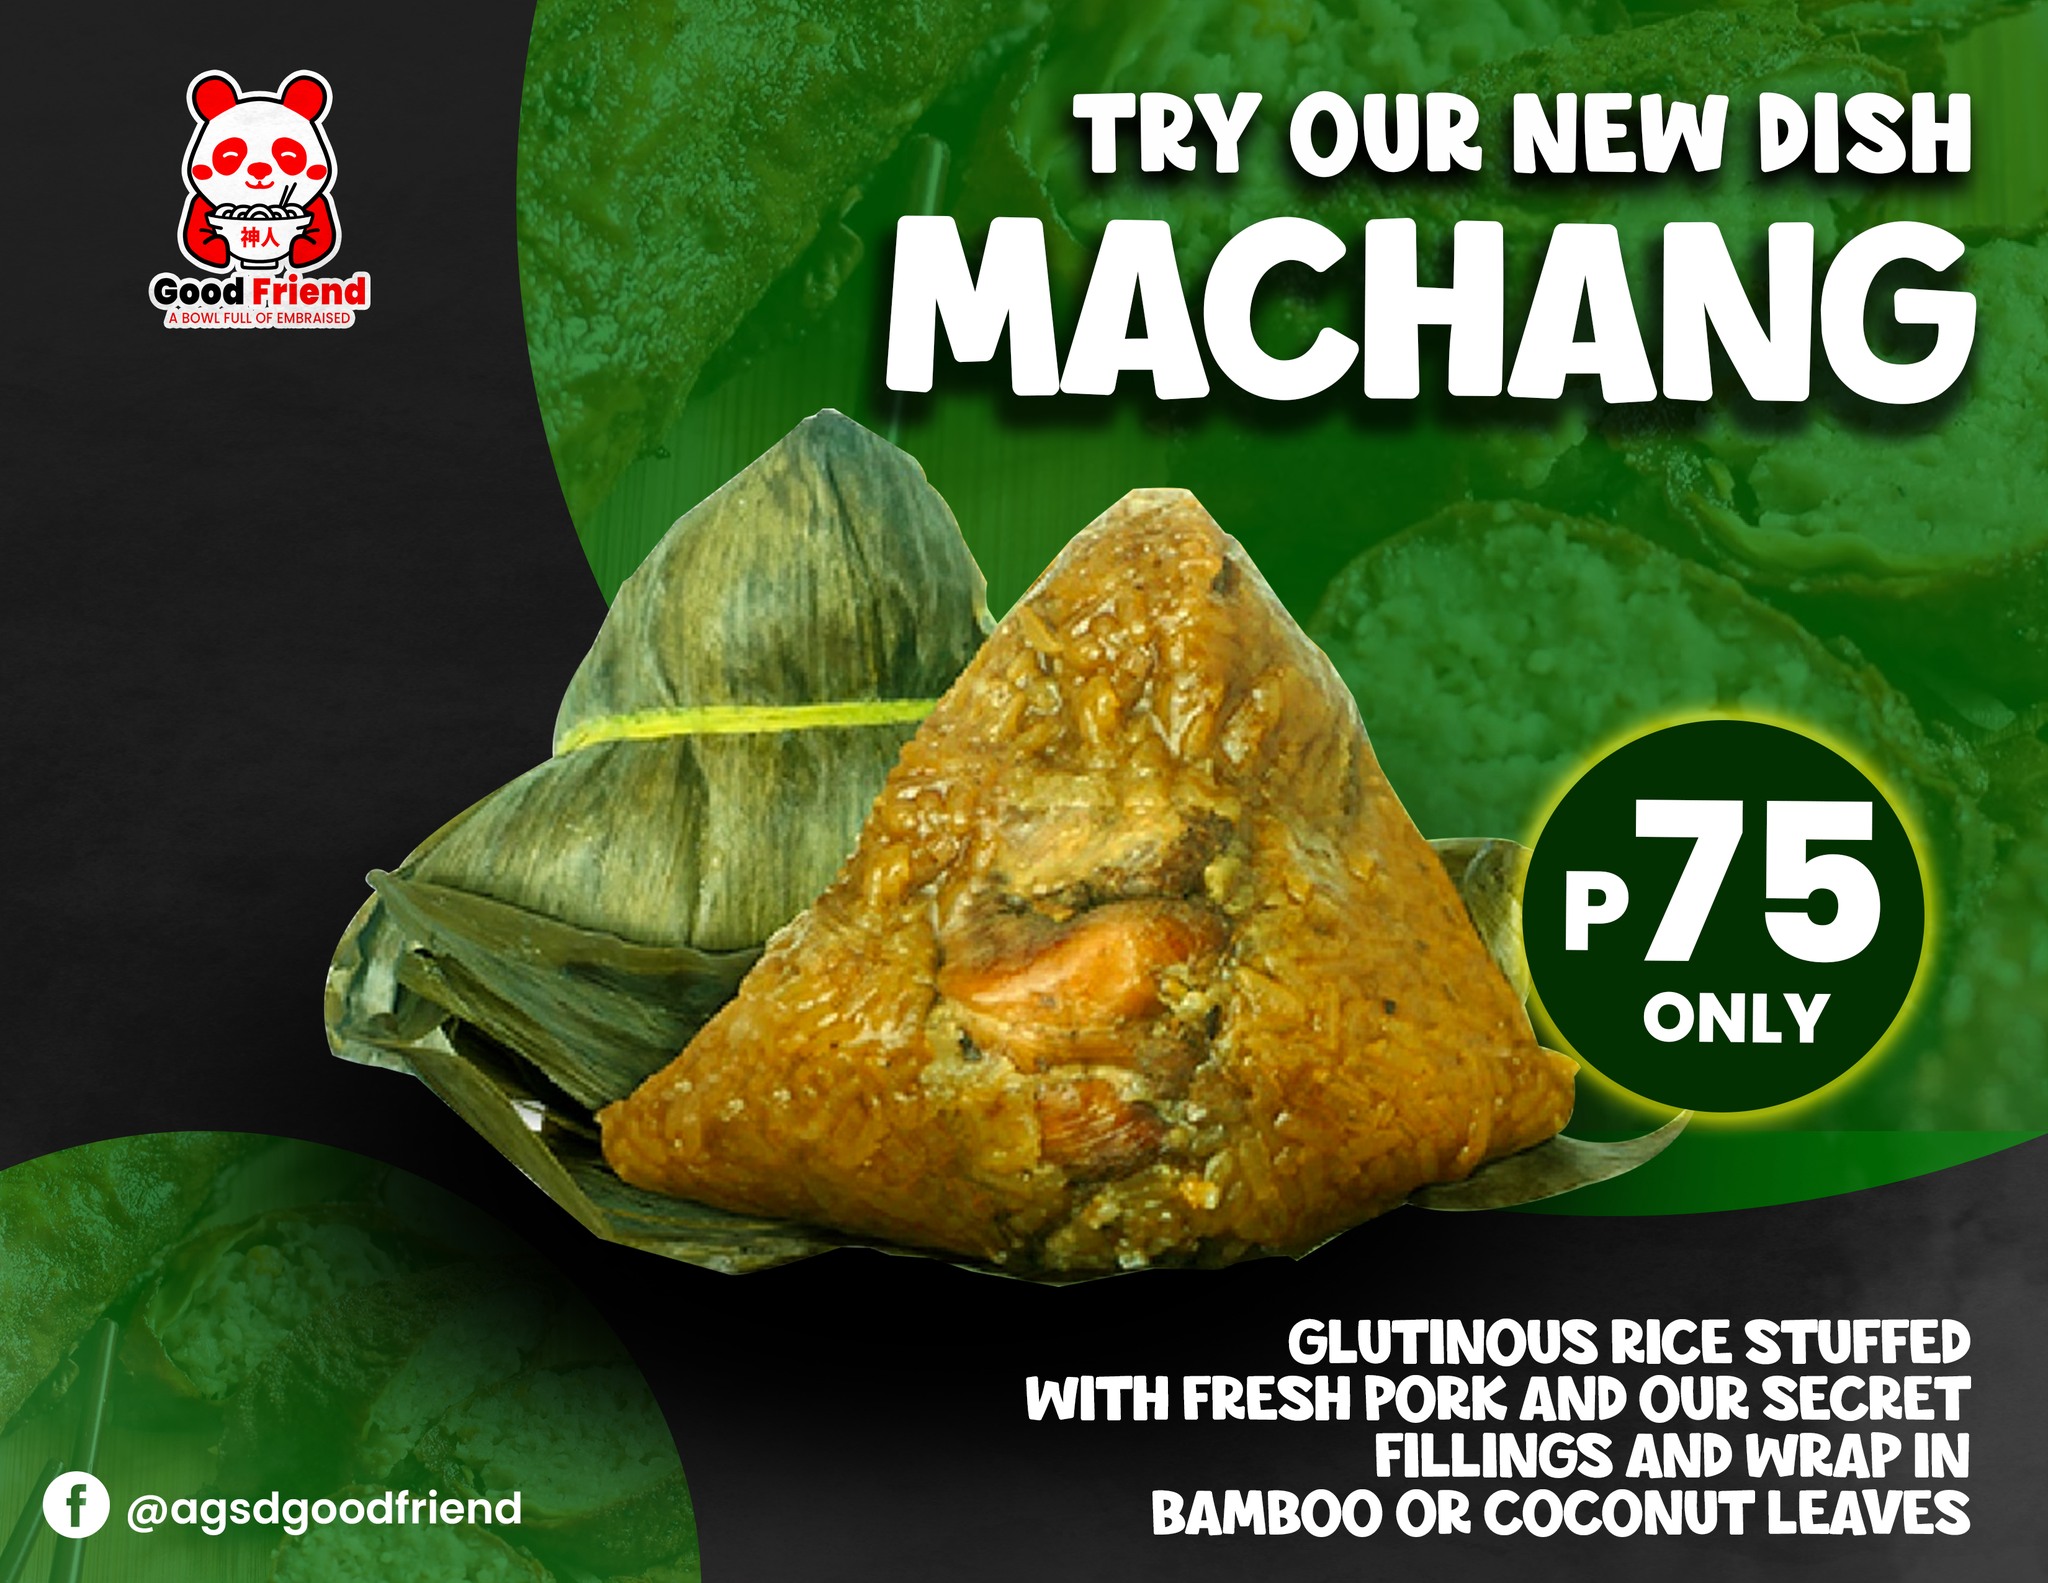 神人
Good Friend
A BOWL FULL OF EMBRAISED
TRY OUR NEW DISH
MACHANG
P75
ONLY
GLUTINOUS RICE STUFFED
WITH FRESH PORK AND OUR SECRET
FILLINGS AND WRAP IN
BAMBOO OR COCONUT LEAVES
f @agsdgoodfriend